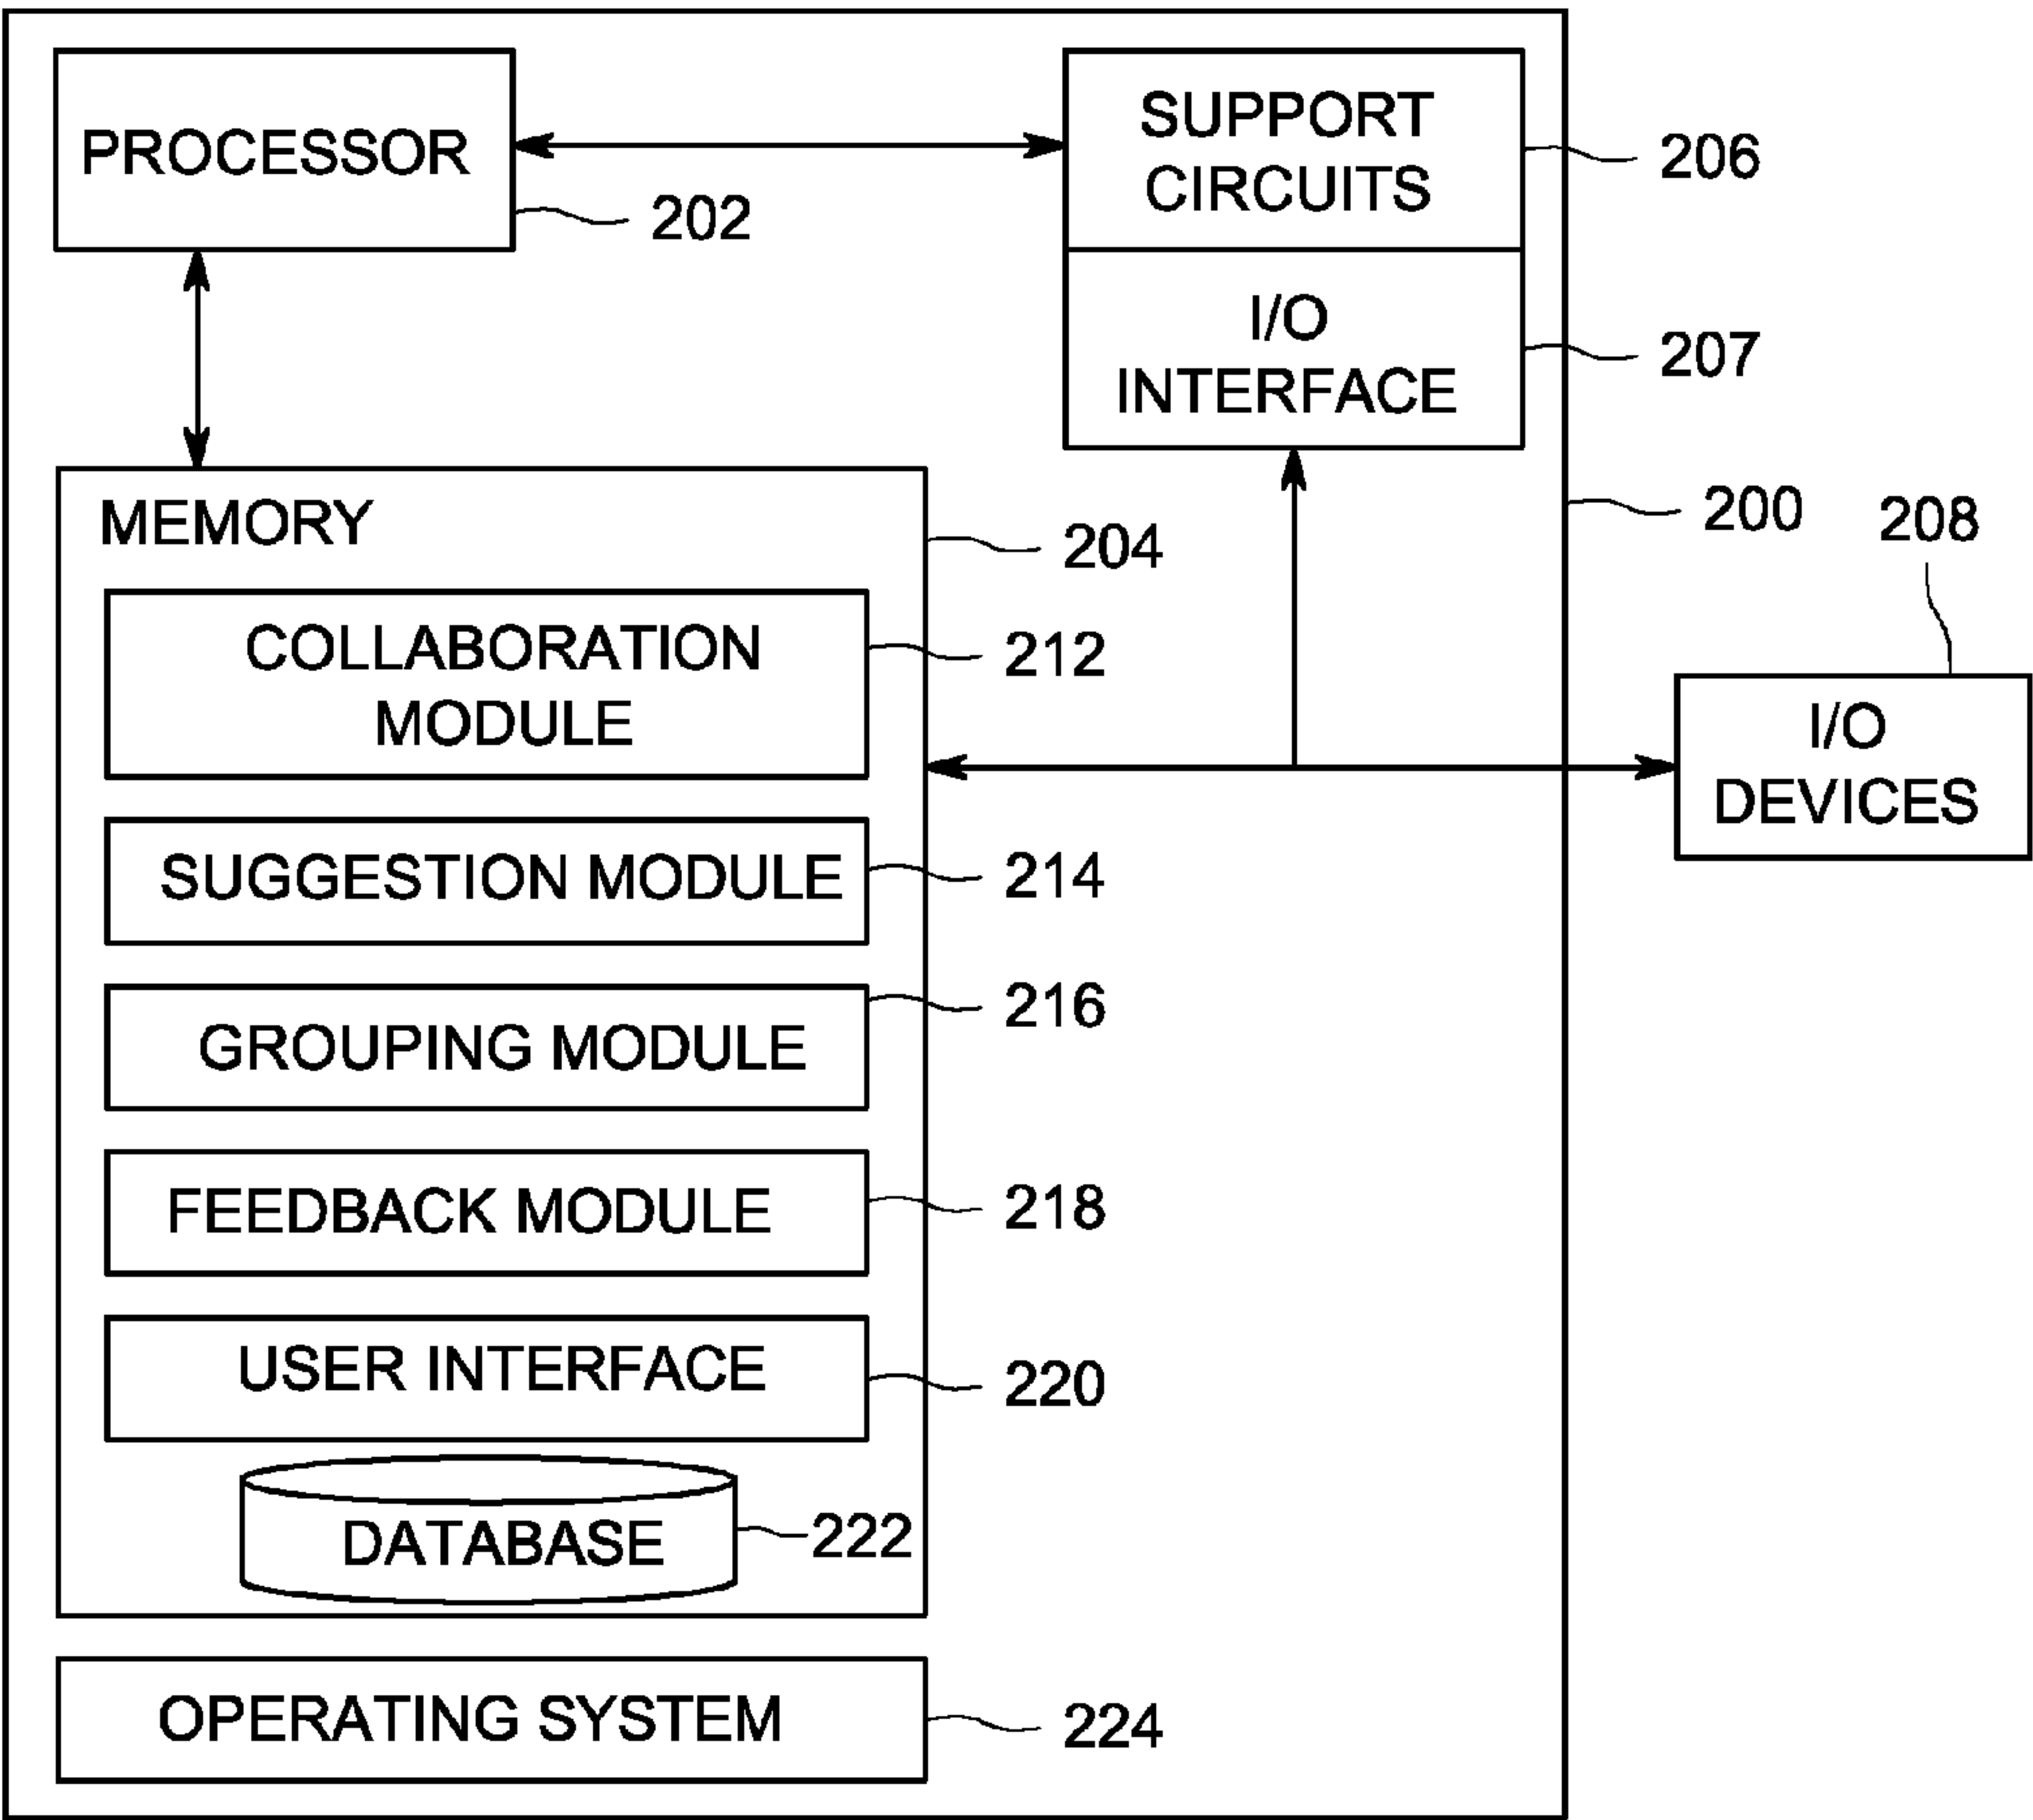 PROCESSOR
202
SUPPORT
CIRCUITS
206
I/O
INTERFACE
207
200
208
MEMORY
204
COLLABORATION
MODULE
212
I/O
DEVICES
SUGGESTION MODULE
214
GROUPING MODULE
216
FEEDBACK MODULE
218
USER INTERFACE
220
DATABASE
222
OPERATING SYSTEM
224